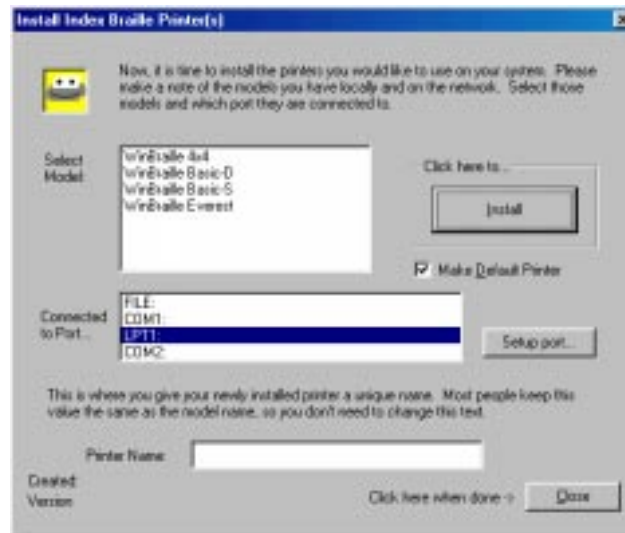 Install Index Braille Printer(s)
Now, it is time to install the printers you would like to use on your system. Please
make a note of the models you have locally and on the network. Select those
models and which port they are connected to.
Select
Model:
WinBraille 4x4
WinBraille Basic-D
WinBraille Basic-S
WinBraille Everest
Click here to...
Install
Make Default Printer
Connected
to Port...
FILE:
COM1:
LPT1:
COM2:
Setup port...
This is where you give your newly installed printer a unique name. Most people keep this
value the same as the model name, so you don't need to change this text.
Printer Name:
Created:
Version:
Click here when done ->
Close